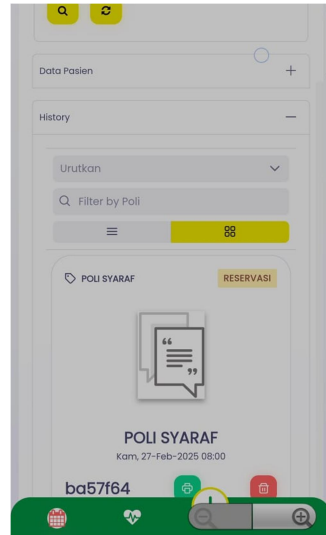 Data Pasien
History
Urutkan
Filter by Poli
POLI SYARAF
RESERVASI
POLI SYARAF
Kam, 27-Feb-2025 08:00
ba57f64